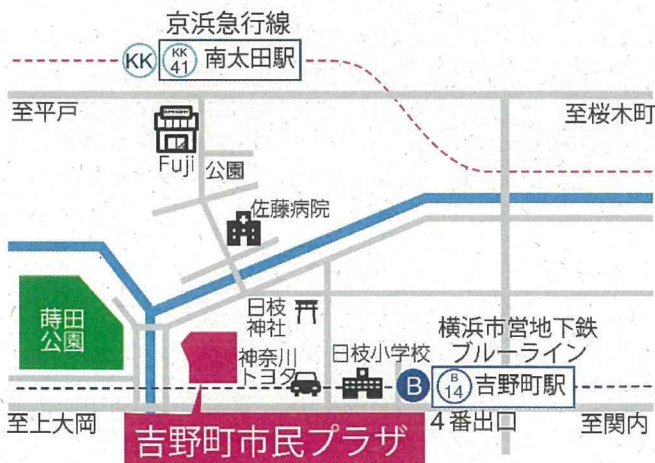 京浜急行線
KK
KK
41
南太田駅
至平戸
至桜木町
Fuji
公園
佐藤病院
蒔田
公園
日枝
神社
神奈川
トヨタ
日枝小学校
横浜市営地下鉄
ブルーライン
B
B
14
吉野町駅
至上大岡
4番出口
至関内
吉野町市民プラザ